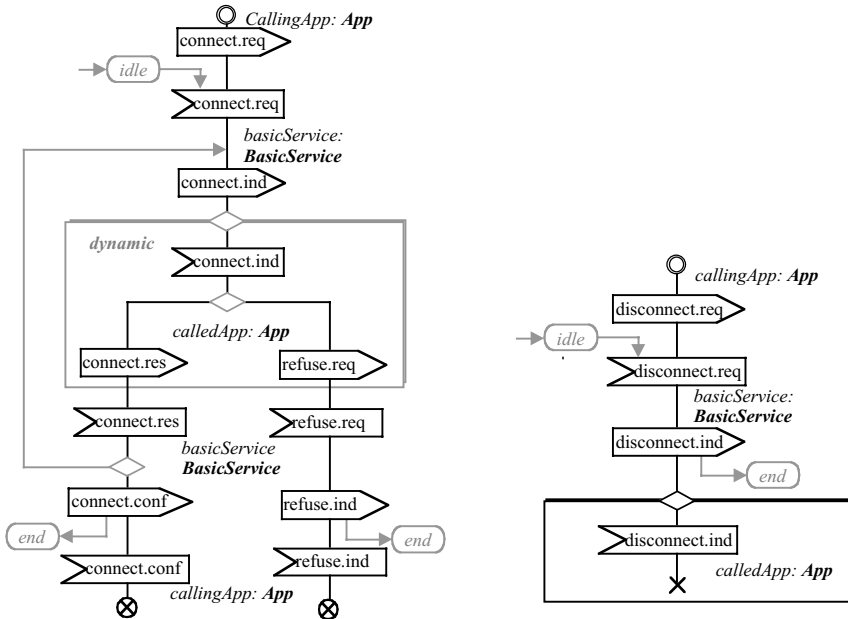 CallingApp: App
connect.req
idle
connect.req
basicService:
BasicService
connect.ind
dynamic
connect.ind
calledApp: App
connect.res
refuse.req
connect.res
refuse.req
basicService
BasicService
connect.conf
refuse.ind
end
end
connect.conf
refuse.ind
callingApp: App
callingApp: App
disconnect.req
idle
disconnect.req
basicService:
BasicService
disconnect.ind
end
disconnect.ind
calledApp: App